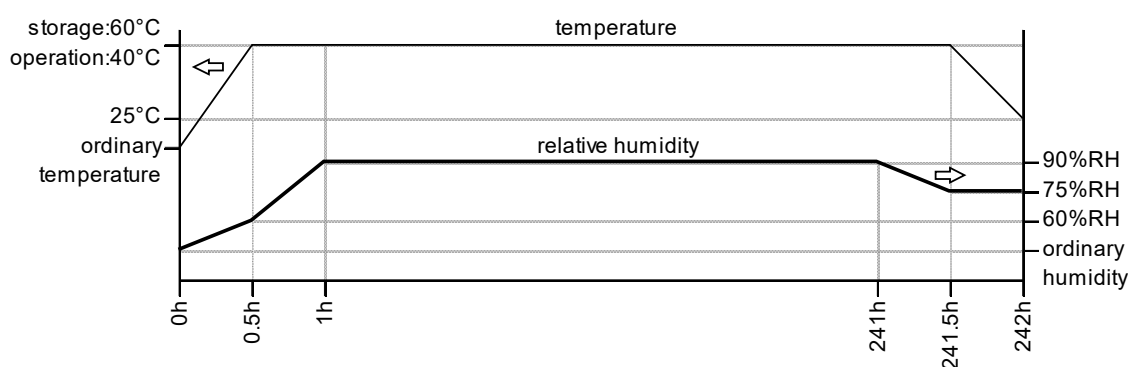 storage:60°C
operation:40°C
temperature
25°C
ordinary
temperature
relative humidity
90%RH
75%RH
60%RH
ordinary
humidity
0h
0.5h
1h
241h
241.5h
242h